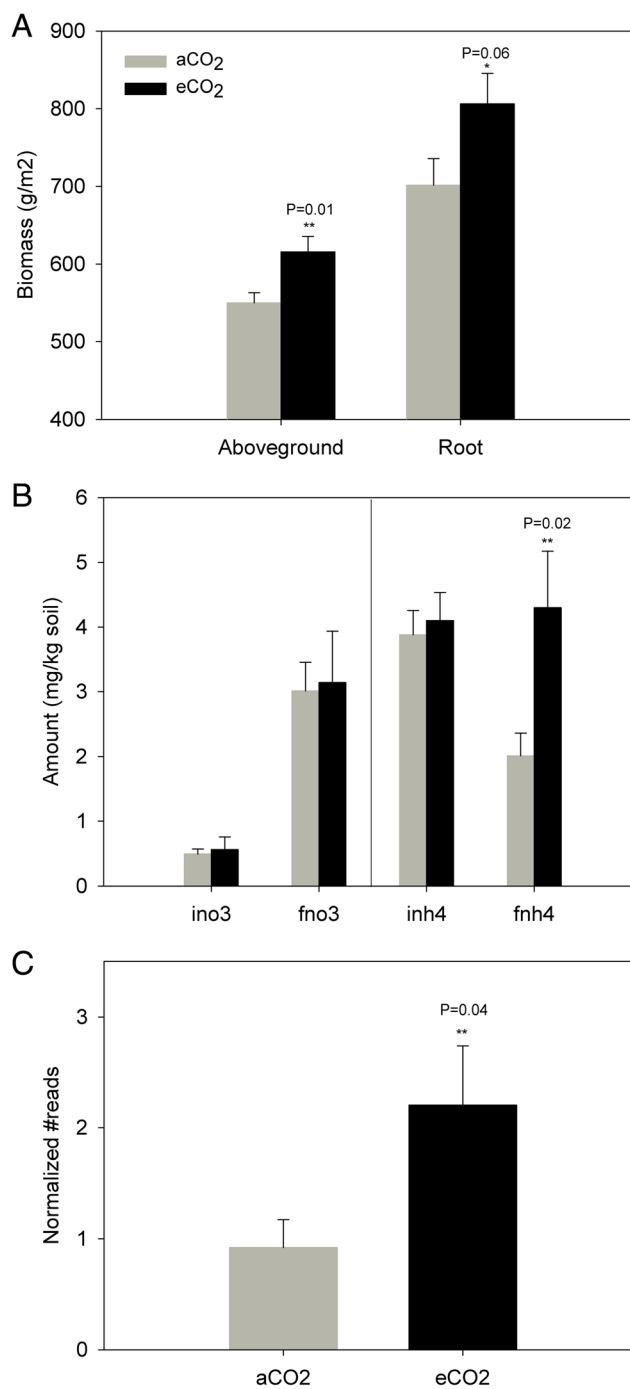 A
900
800
700
600
500
400
Biomass (g/m2)
aCO₂
eCO₂
P=0.01
**
P=0.06
*
Aboveground
Root
B
6
5
4
3
2
1
0
Amount (mg/kg soil)
P=0.02
**
ino3
fno3
inh4
fnh4
C
3
2
1
0
Normalized #reads
P=0.04
**
aCO2
eCO2